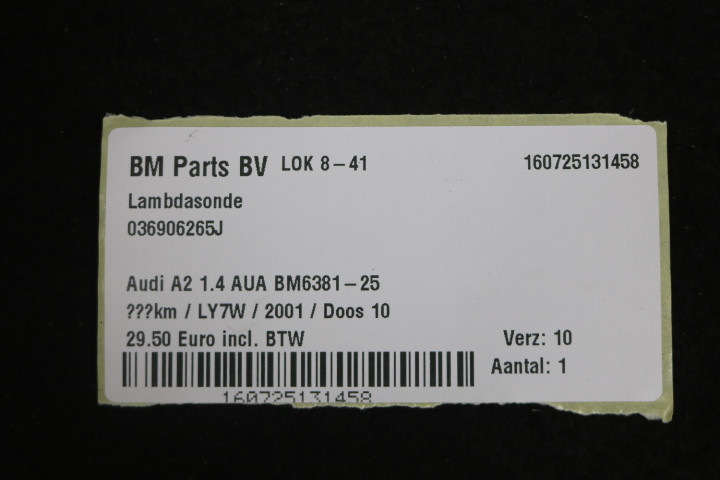 BM Parts BV LOK 8-41 160725131458
Lambdasonde
036906265J
Audi A2 1.4 AUA BM6381-25
???km / LY7W / 2001 / Doos 10
29.50 Euro incl. BTW Verz: 10
Aantal: 1
160725131458